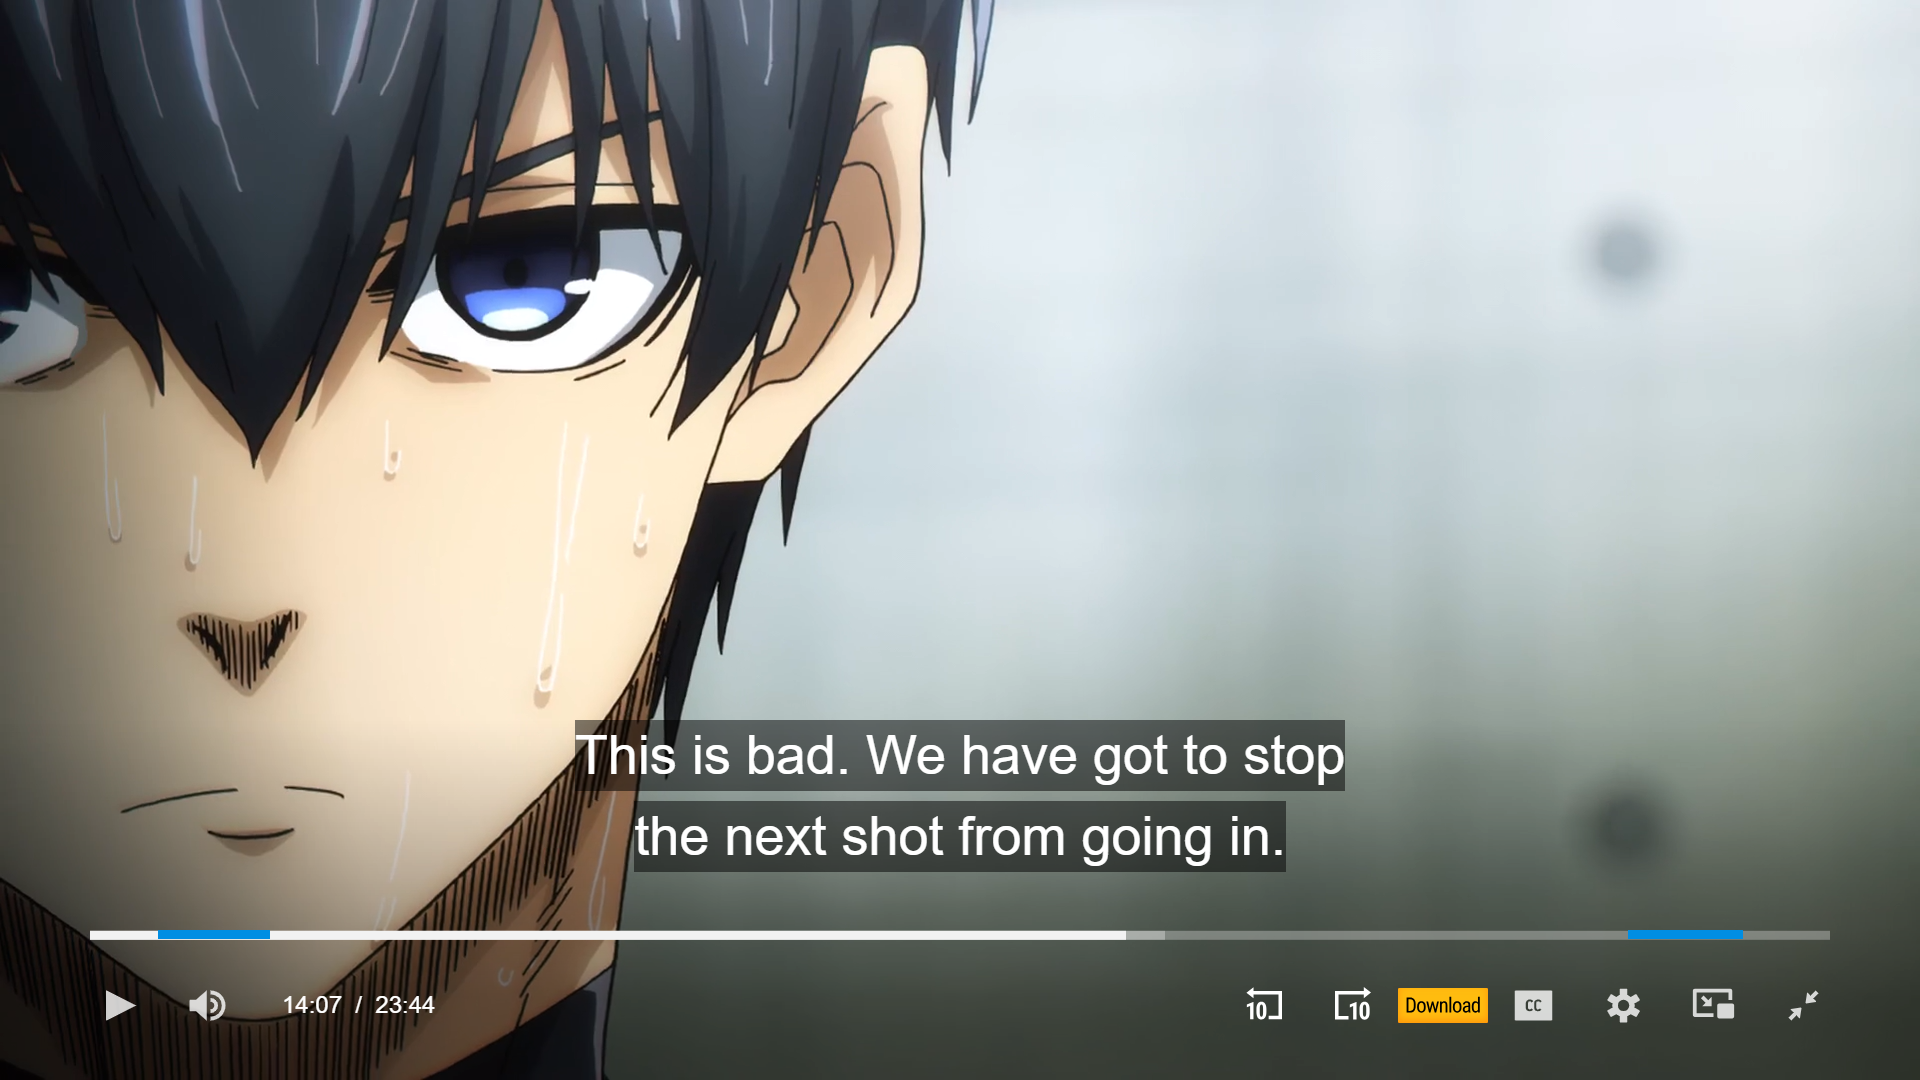 This is bad. We have got to stop
the next shot from going in.
14:07 / 23:44
10
10
Download
CC